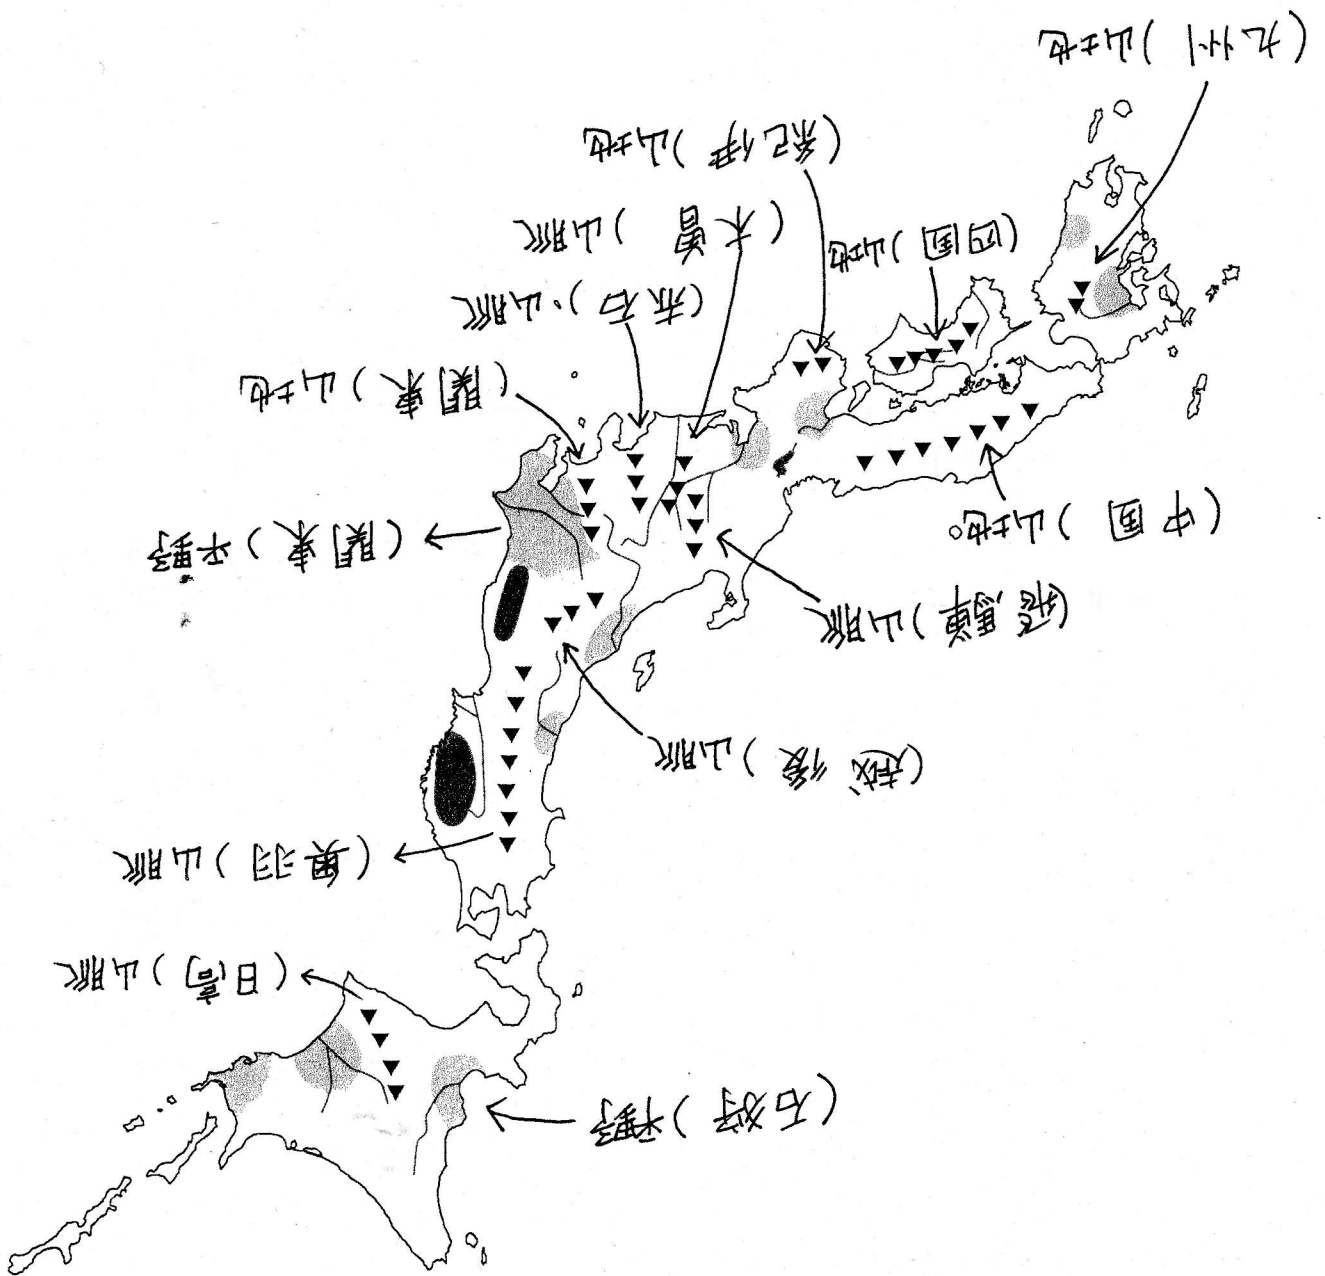 (石狩)平野
(日高)山脈
(奥羽)山脈
(越後)山脈
(飛騨)山脈
(関東)平野
(中国)山地
(関東)山地
(赤石)山脈
(四国)山地
(木曽)山脈
(紀伊)山地
(九州)山地